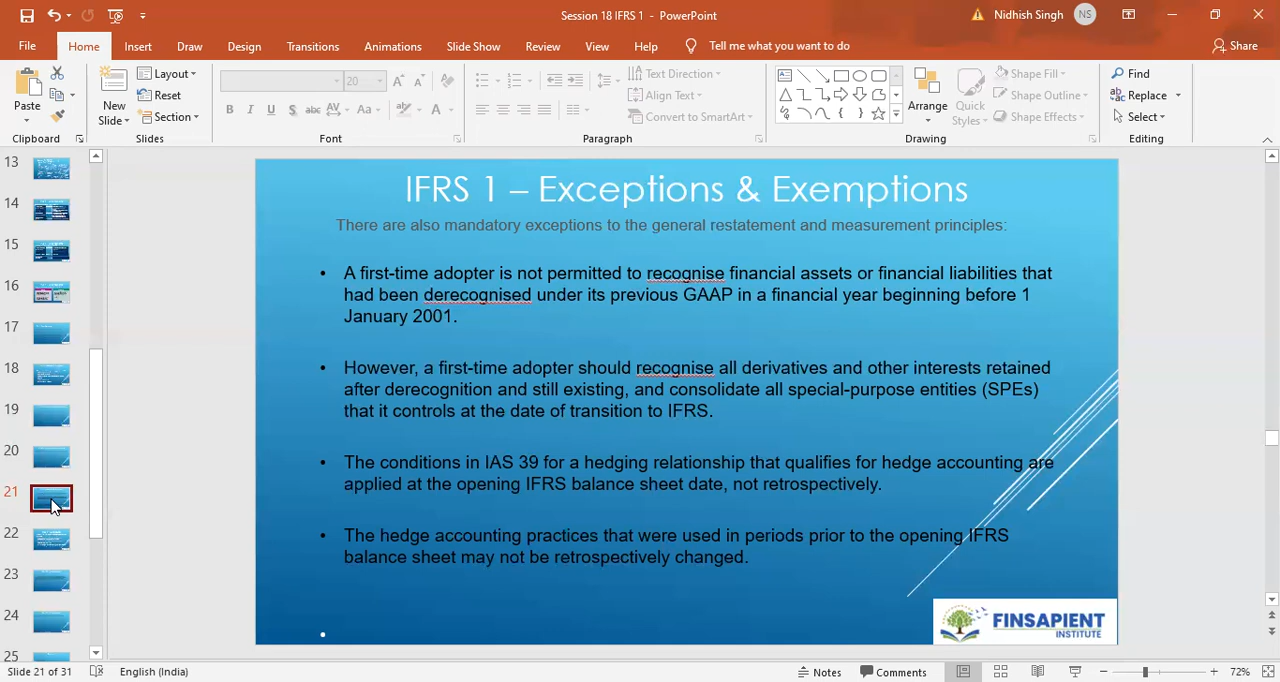 Session 18 IFRS 1 - PowerPoint
Nidhish Singh NS
File Home Insert Draw Design Transitions Animations Slide Show Review View Help Tell me what you want to do Share
Paste
Clipboard
New
Slide
Layout
Reset
Section
Slides
20
B I U S abc AV Aa A
Font
Paragraph
Text Direction
Align Text
Convert to SmartArt
Arrange
Quick
Styles
Shape Fill
Shape Outline
Shape Effects
Drawing
Find
Replace
Select
Editing
13
14
15
16
17
18
19
20
21
22
23
24
25
IFRS 1 – Exceptions & Exemptions
There are also mandatory exceptions to the general restatement and measurement principles:
• A first-time adopter is not permitted to recognise financial assets or financial liabilities that
had been derecognised under its previous GAAP in a financial year beginning before 1
January 2001.
• However, a first-time adopter should recognise all derivatives and other interests retained
after derecognition and still existing, and consolidate all special-purpose entities (SPEs)
that it controls at the date of transition to IFRS.
• The conditions in IAS 39 for a hedging relationship that qualifies for hedge accounting are
applied at the opening IFRS balance sheet date, not retrospectively.
• The hedge accounting practices that were used in periods prior to the opening IFRS
balance sheet may not be retrospectively changed.
•
FINSAPIENT
INSTITUTE
Slide 21 of 31 English (India) Notes Comments 72%